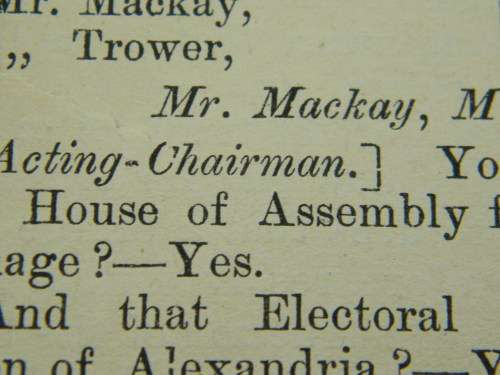 Mr. Mackay,
,, Trower,
Mr. Mackay, M
Acting-Chairman.] Yo
House of Assembly f
age?—Yes.
And that Electoral
n of Alexandria?—Y